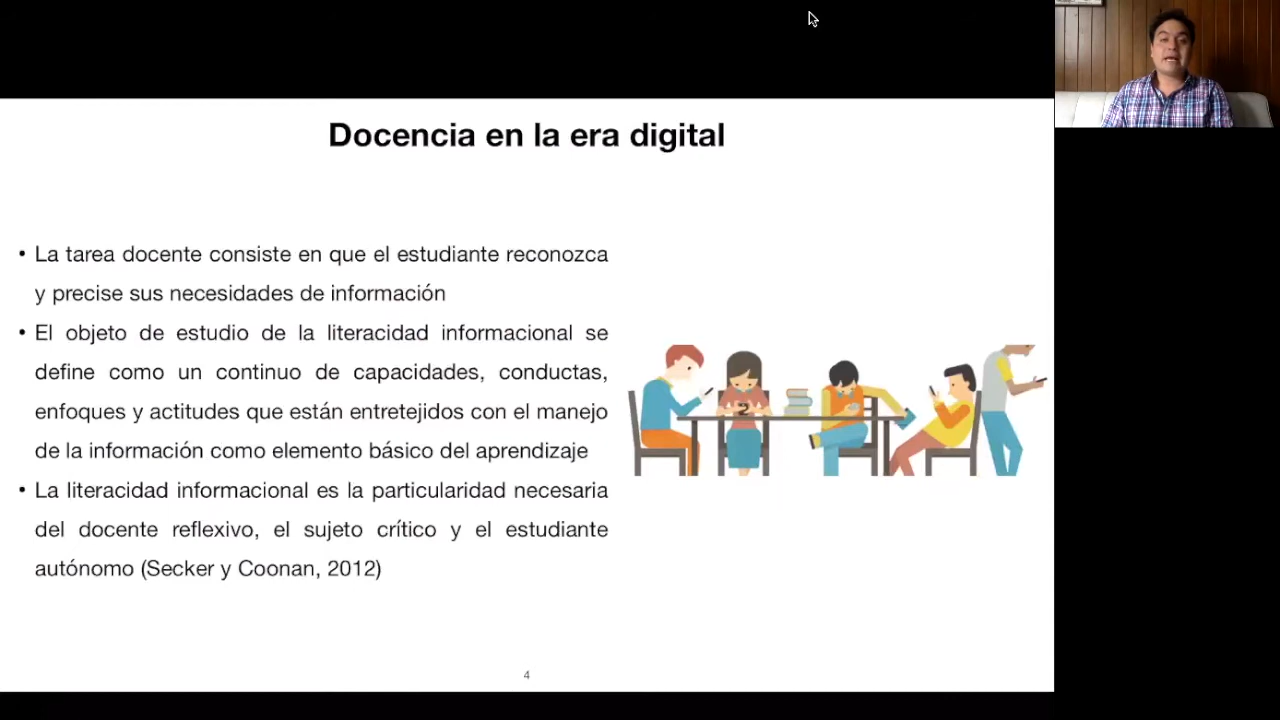 Docencia en la era digital
• La tarea docente consiste en que el estudiante reconozca
y precise sus necesidades de información
• El objeto de estudio de la literacidad informacional se
define como un continuo de capacidades, conductas,
enfoques y actitudes que están entretejidos con el manejo
de la información como elemento básico del aprendizaje
• La literacidad informacional es la particularidad necesaria
del docente reflexivo, el sujeto crítico y el estudiante
autónomo (Secker y Coonan, 2012)
4